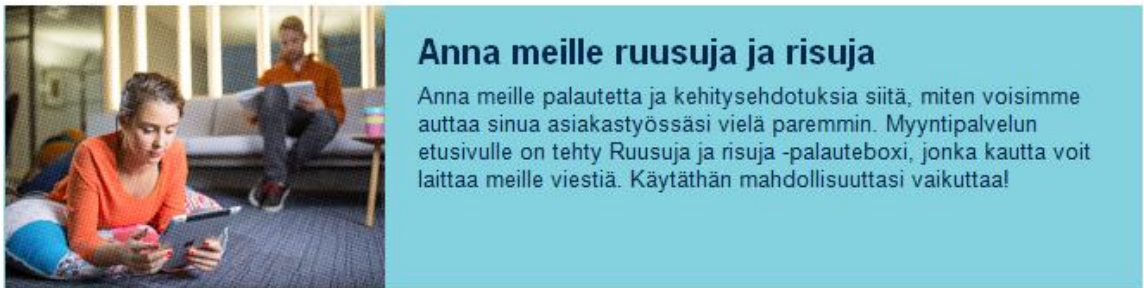 Anna meille ruusuja ja risuja
Anna meille palautetta ja kehitysehdotuksia siitä, miten voisimme
auttaa sinua asiakastyössäsi vielä paremmin. Myyntipalvelun
etusivulle on tehty Ruusuja ja risuja -palauteboxi, jonka kautta voit
laittaa meille viestiä. Käytäthän mahdollisuuttasi vaikuttaa!